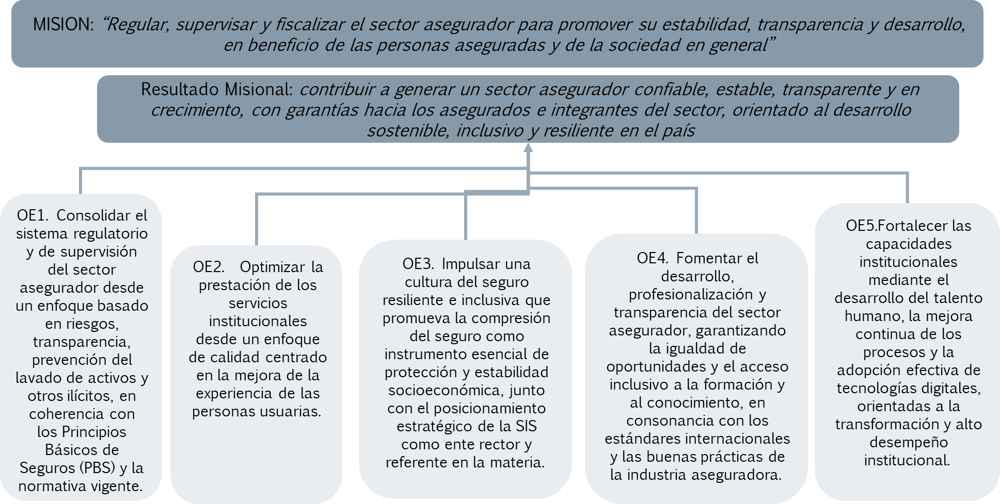 MISION: “Regular, supervisar y fiscalizar el sector asegurador para promover su estabilidad, transparencia y desarrollo,
en beneficio de las personas aseguradas y de la sociedad en general”
Resultado Misional: contribuir a generar un sector asegurador confiable, estable, transparente y en
crecimiento, con garantías hacia los asegurados e integrantes del sector, orientado al desarrollo
sostenible, inclusivo y resiliente en el país
OE1. Consolidar el
sistema regulatorio
y de supervisión
del sector
asegurador desde
un enfoque basado
en riesgos,
transparencia,
prevención del
lavado de activos y
otros ilícitos, en
coherencia con
los Principios
Básicos de
Seguros (PBS) y la
normativa vigente.
OE2. Optimizar la
prestación de los
servicios
institucionales
desde un enfoque
de calidad centrado
en la mejora de la
experiencia de las
personas usuarias.
OE3. Impulsar una
cultura del seguro
resiliente e inclusiva que
promueva la compresión
del seguro como
instrumento esencial de
protección y estabilidad
socioeconómica, junto
con el posicionamiento
estratégico de la SIS
como ente rector y
referente en la materia.
OE4. Fomentar el
desarrollo,
profesionalización y
transparencia del sector
asegurador, garantizando
la igualdad de
oportunidades y el acceso
inclusivo a la formación y
al conocimiento, en
consonancia con los
estándares internacionales
y las buenas prácticas de
la industria aseguradora.
OE5.Fortalecer las
capacidades
institucionales
mediante el
desarrollo del talento
humano, la mejora
continua de los
procesos y la
adopción efectiva de
tecnologías digitales,
orientadas a la
transformación y alto
desempeño
institucional.